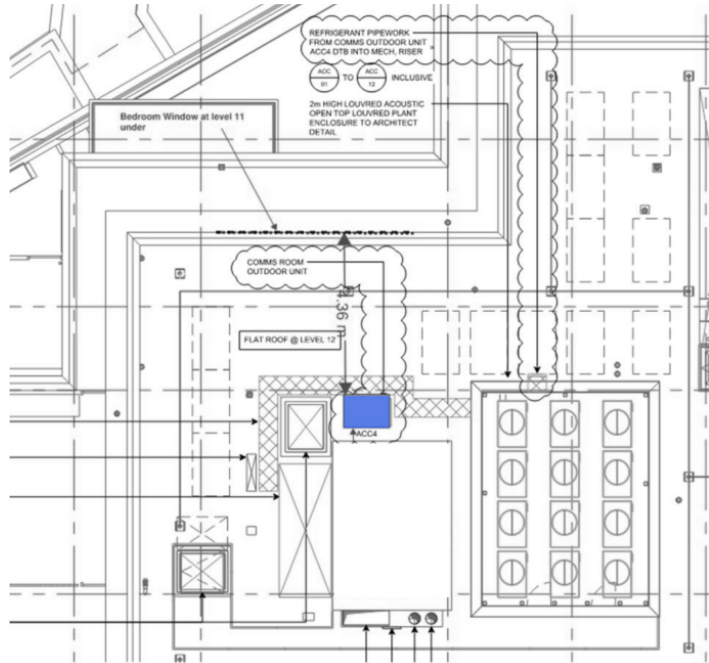 REFRIGERANT PIPEWORK
FROM COMMS OUTDOOR UNIT
ACC4 DTB INTO MECH. RISER
ACC
01
TO
ACC
12
INCLUSIVE
2m HIGH LOUVRED ACOUSTIC
OPEN TOP LOUVRED PLANT
ENCLOSURE TO ARCHITECT
DETAIL
Bedroom Window at level 11
under
COMMS ROOM
OUTDOOR UNIT
4.36 m
FLAT ROOF @ LEVEL 12
ACC4